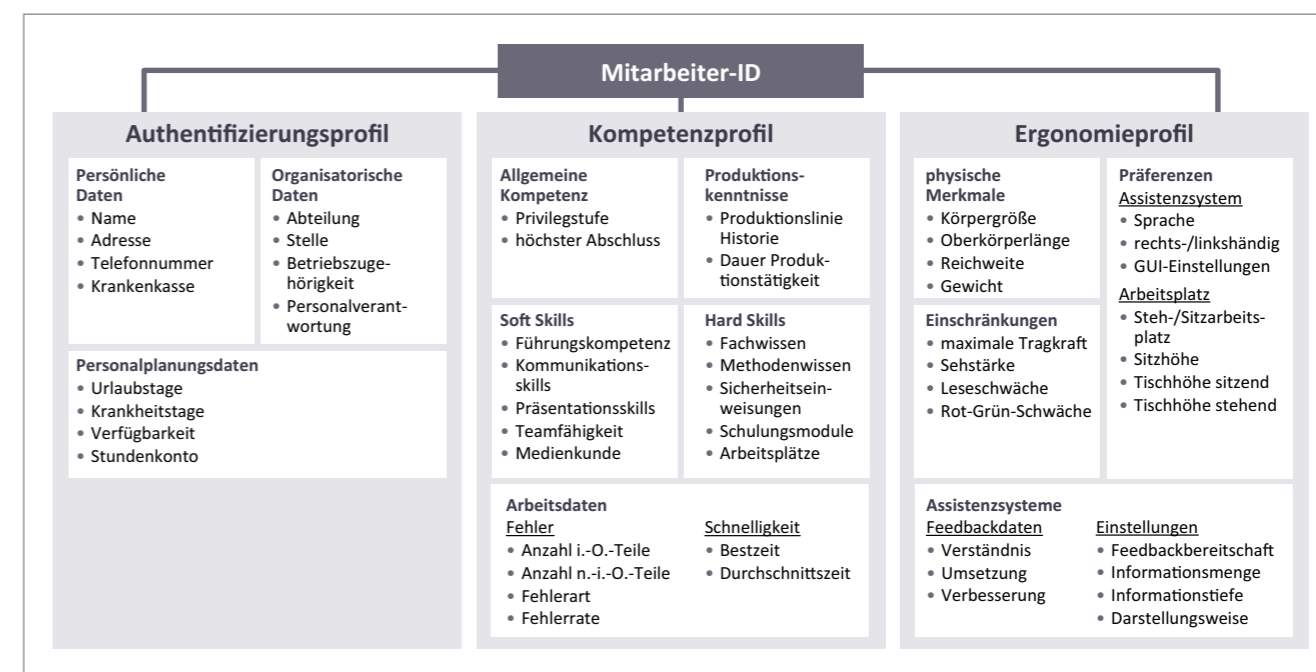 Mitarbeiter-ID
Authentifizierungsprofil
Persönliche
Daten
• Name
• Adresse
• Telefonnummer
• Krankenkasse
Organisatorische
Daten
• Abteilung
• Stelle
• Betriebszuge-
hörigkeit
• Personalverant-
wortung
Personalplanungsdaten
• Urlaubstage
• Krankheitstage
• Verfügbarkeit
• Stundenkonto
Kompetenzprofil
Allgemeine
Kompetenz
• Privilegstufe
• höchster Abschluss
Produktions-
kenntnisse
• Produktionslinie
Historie
• Dauer Produk-
tionstätigkeit
Soft Skills
• Führungskompetenz
• Kommunikations-
skills
• Präsentationsskills
• Teamfähigkeit
• Medienkunde
Hard Skills
• Fachwissen
• Methodenwissen
• Sicherheitsein-
weisungen
• Schulungsmodule
• Arbeitsplätze
Arbeitsdaten
Fehler
• Anzahl i.-O.-Teile
• Anzahl n.-i.-O.-Teile
• Fehlerart
• Fehlerrate
Schnelligkeit
• Bestzeit
• Durchschnittszeit
Ergonomieprofil
physische
Merkmale
• Körpergröße
• Oberkörperlänge
• Reichweite
• Gewicht
Präferenzen
Assistenzsystem
• Sprache
• rechts-/linkshändig
• GUI-Einstellungen
Arbeitsplatz
• Steh-/Sitzarbeits-
platz
• Sitzhöhe
• Tischhöhe sitzend
• Tischhöhe stehend
Einschränkungen
• maximale Tragkraft
• Sehstärke
• Leseschwäche
• Rot-Grün-Schwäche
Assistenzsysteme
Feedbackdaten
• Verständnis
• Umsetzung
• Verbesserung
Einstellungen
• Feedbackbereitschaft
• Informationsmenge
• Informationstiefe
• Darstellungsweise